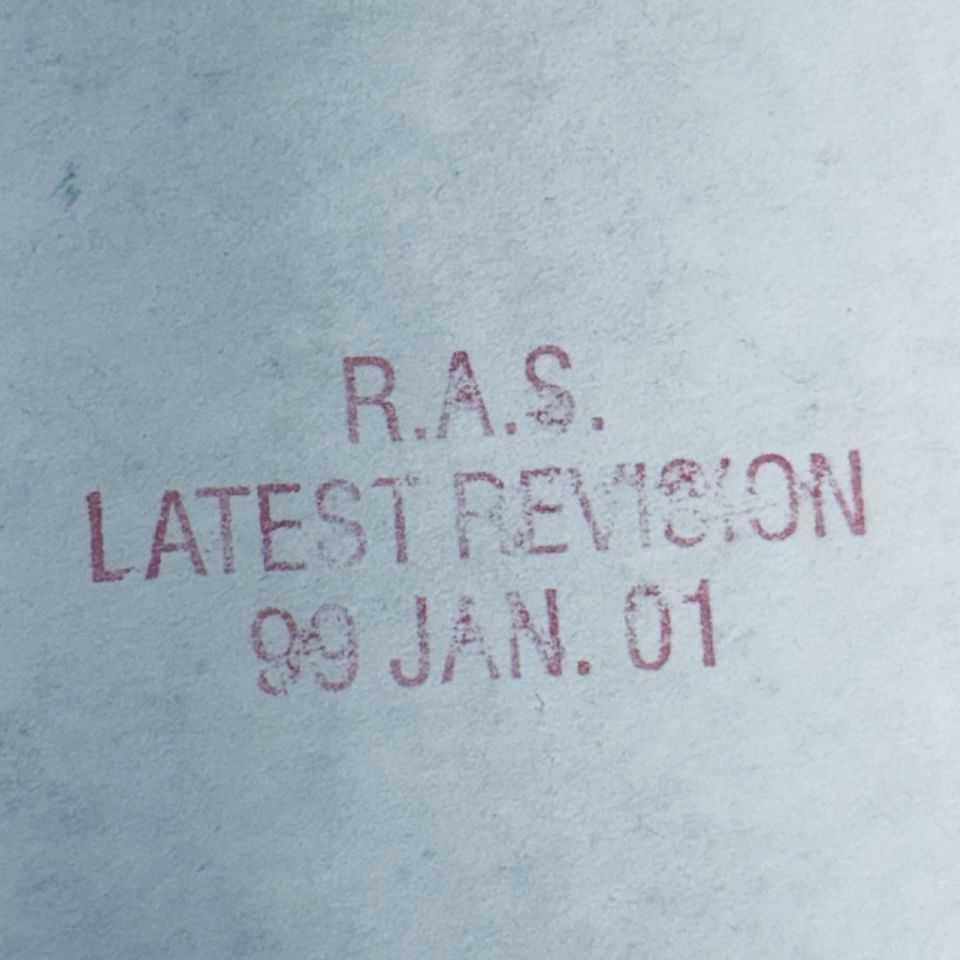 R.A.S.
LATEST REVISION
99 JAN. 01